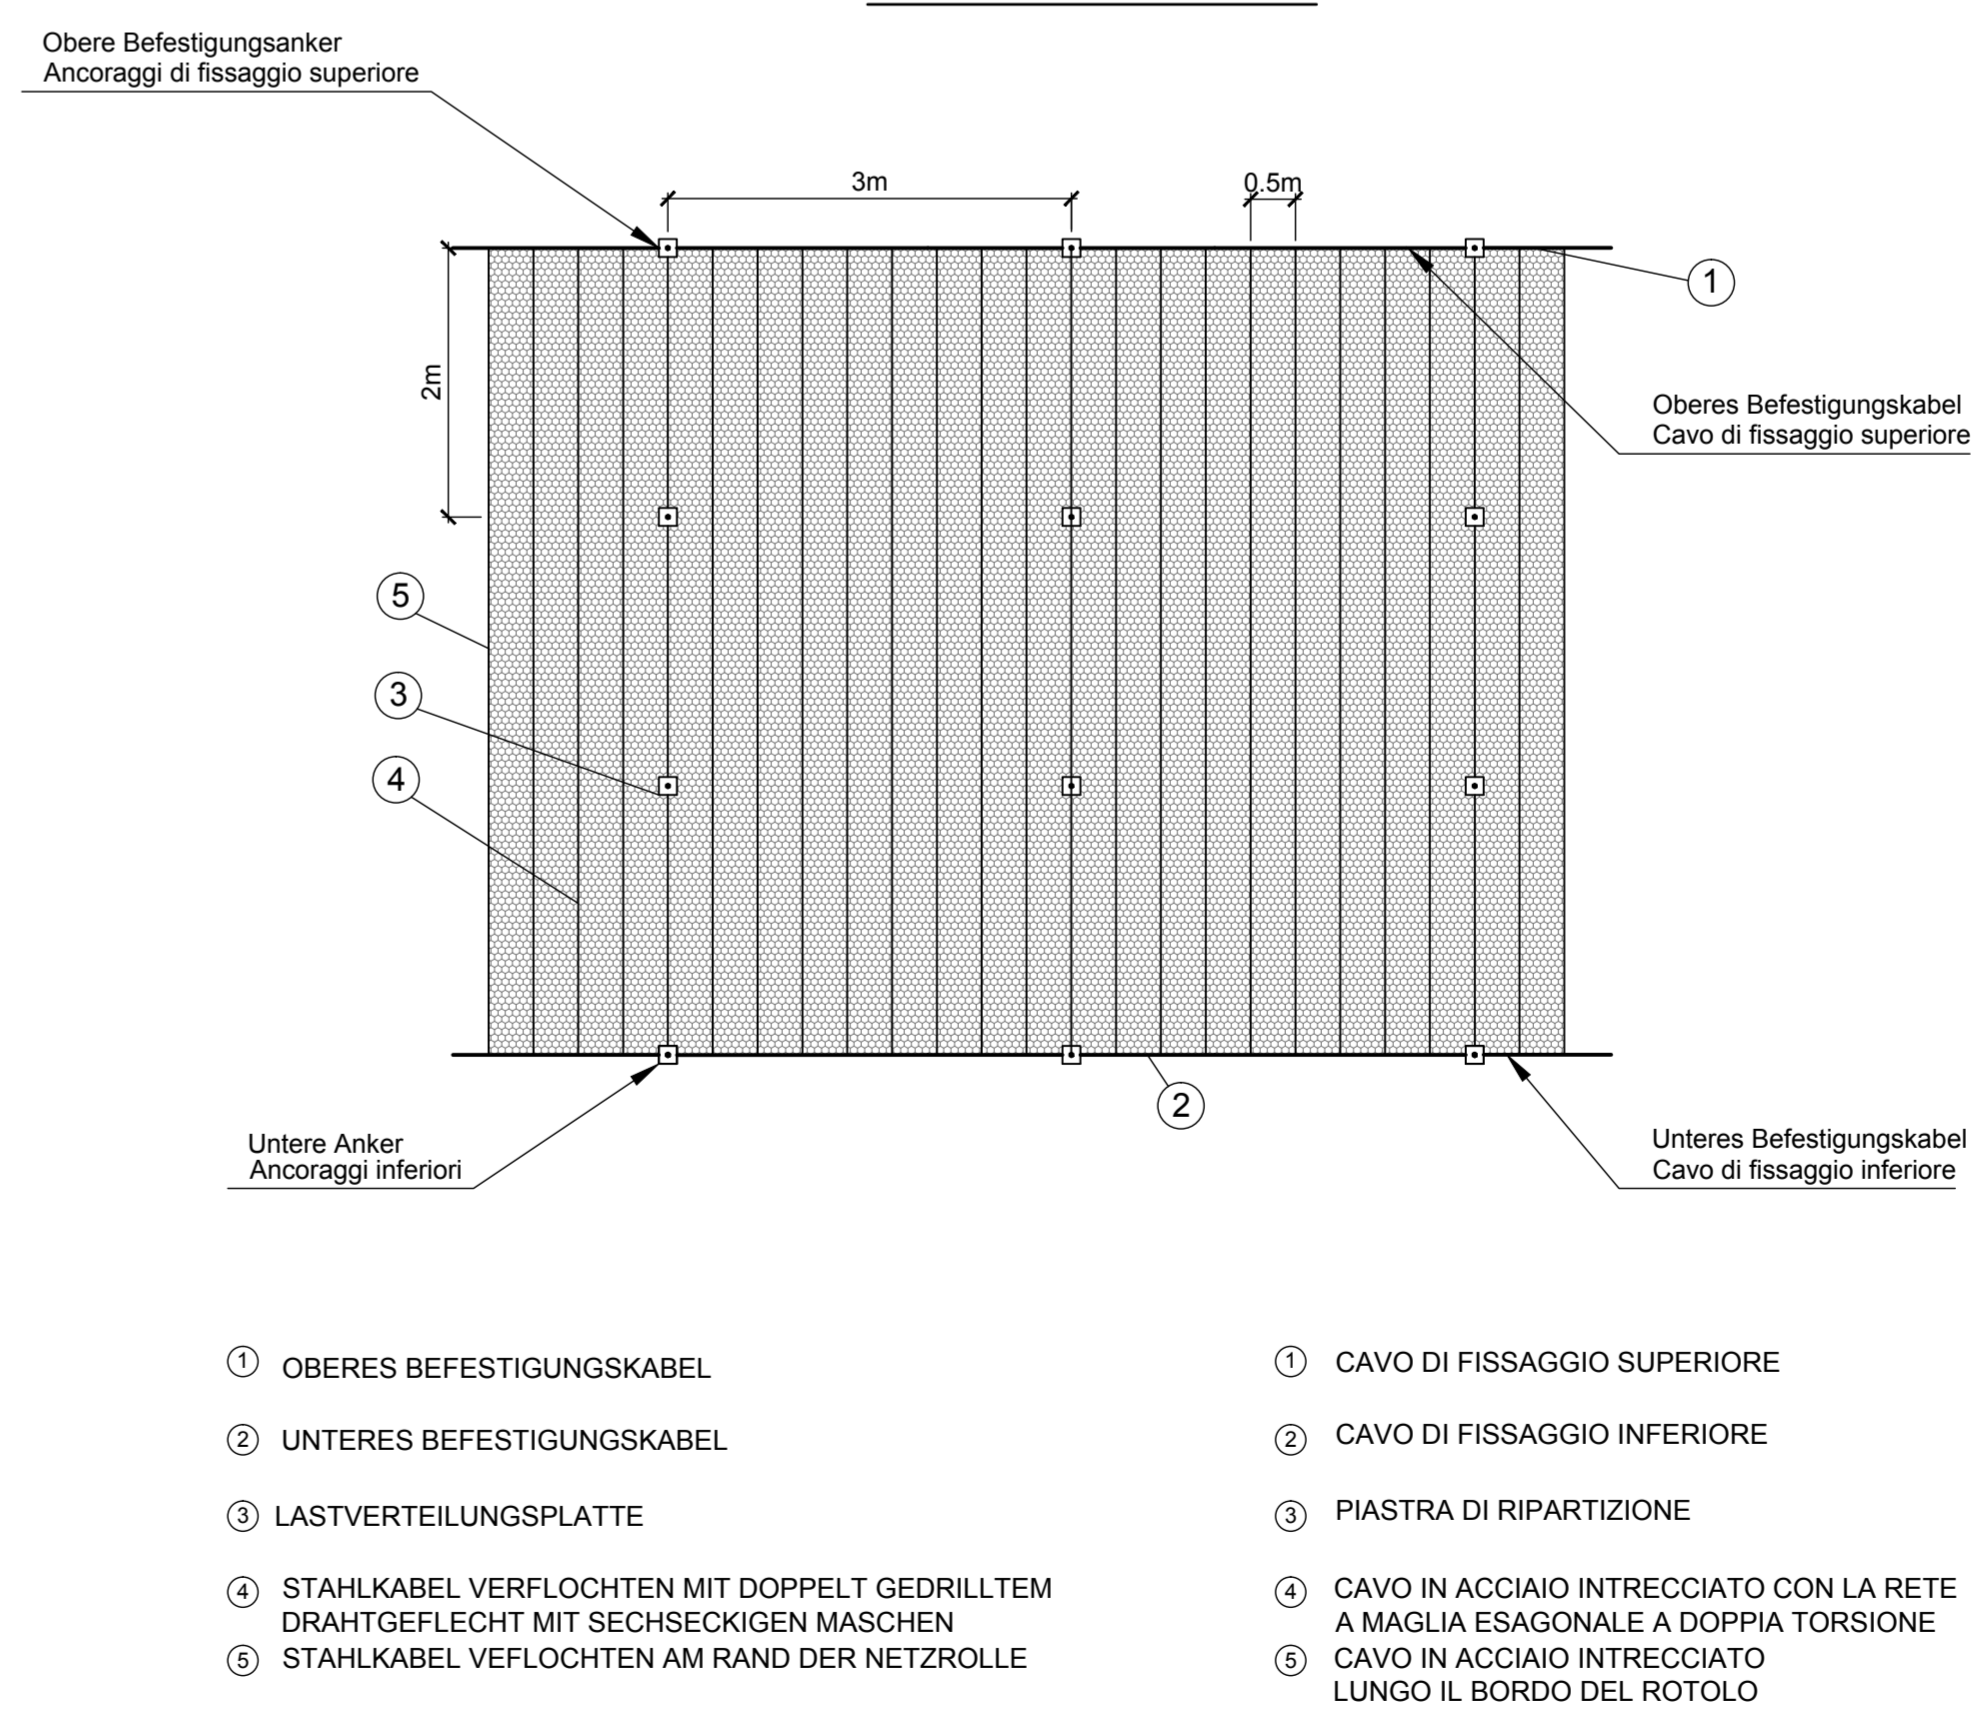 Obere Befestigungsanker
Ancoraggi di fissaggio superiore
3m
0.5m
1
2m
Oberes Befestigungskabel
Cavo di fissaggio superiore
5
3
4
2
Untere Anker
Ancoraggi inferiori
Unteres Befestigungskabel
Cavo di fissaggio inferiore
1 OBERES BEFESTIGUNGSKABEL
2 UNTERES BEFESTIGUNGSKABEL
3 LASTVERTEILUNGSPLATTE
4 STAHLKABEL VERFLOCHTEN MIT DOPPELT GEDRILLTEM
DRAHTGEFLECHT MIT SECHSECKIGEN MASCHEN
5 STAHLKABEL VEFLOCHTEN AM RAND DER NETZROLLE
1 CAVO DI FISSAGGIO SUPERIORE
2 CAVO DI FISSAGGIO INFERIORE
3 PIASTRA DI RIPARTIZIONE
4 CAVO IN ACCIAIO INTRECCIATO CON LA RETE
A MAGLIA ESAGONALE A DOPPIA TORSIONE
5 CAVO IN ACCIAIO INTRECCIATO
LUNGO IL BORDO DEL ROTOLO